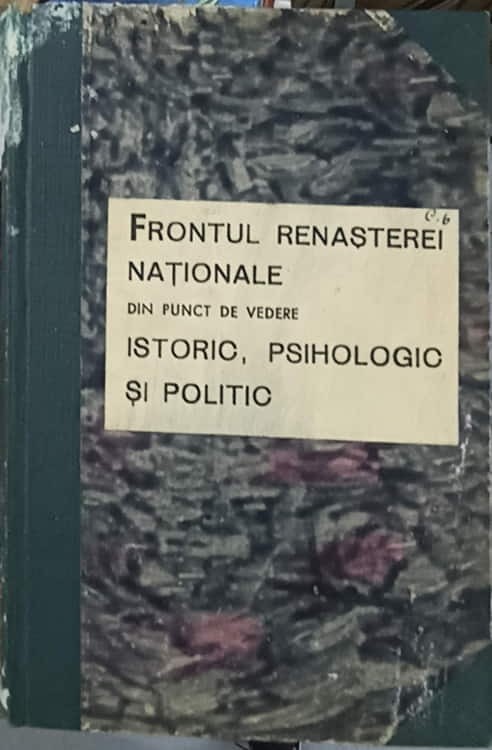 FRONTUL RENAȘTEREI
NAȚIONALE
DIN PUNCT DE VEDERE
ISTORIC, PSIHOLOGIC
ȘI POLITIC